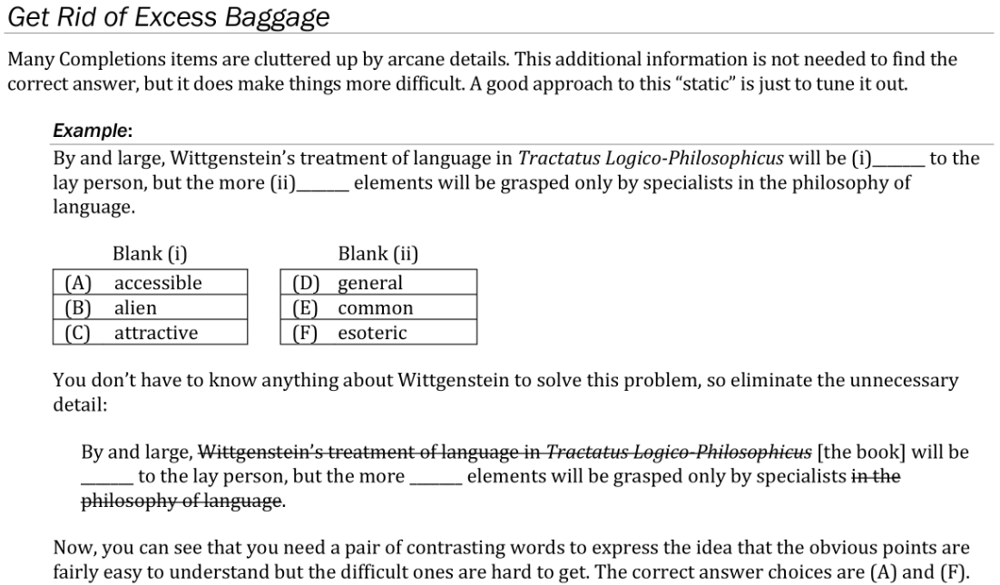 Get Rid of Excess Baggage
Many Completions items are cluttered up by arcane details. This additional information is not needed to find the
correct answer, but it does make things more difficult. A good approach to this “static” is just to tune it out.
Example:
By and large, Wittgenstein’s treatment of language in Tractatus Logico-Philosophicus will be (i)______ to the
lay person, but the more (ii)______ elements will be grasped only by specialists in the philosophy of
language.
Blank (i) Blank (ii)
(A) accessible (D) general
(B) alien (E) common
(C) attractive (F) esoteric
You don’t have to know anything about Wittgenstein to solve this problem, so eliminate the unnecessary
detail:
By and large, Wittgenstein’s treatment of language in Tractatus Logico-Philosophicus [the book] will be
______ to the lay person, but the more ______ elements will be grasped only by specialists in the
philosophy of language.
Now, you can see that you need a pair of contrasting words to express the idea that the obvious points are
fairly easy to understand but the difficult ones are hard to get. The correct answer choices are (A) and (F).